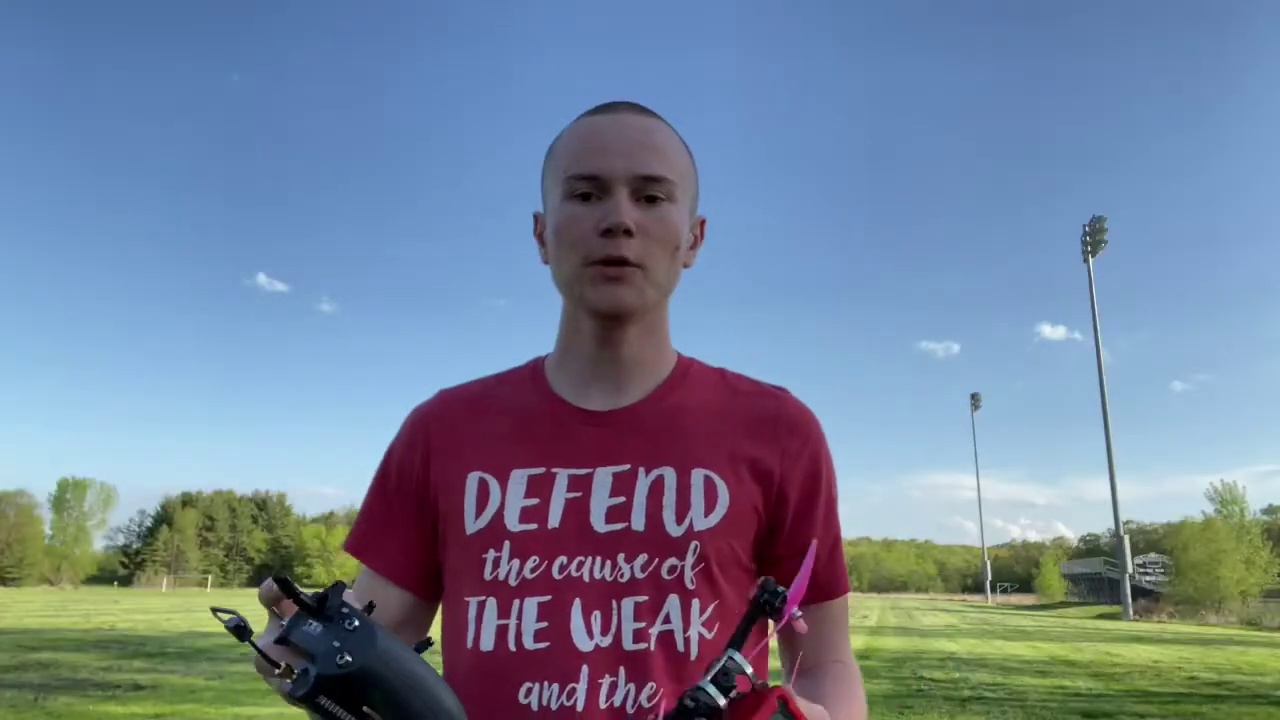 DEFEND
the cause of
THE WEAK
and the